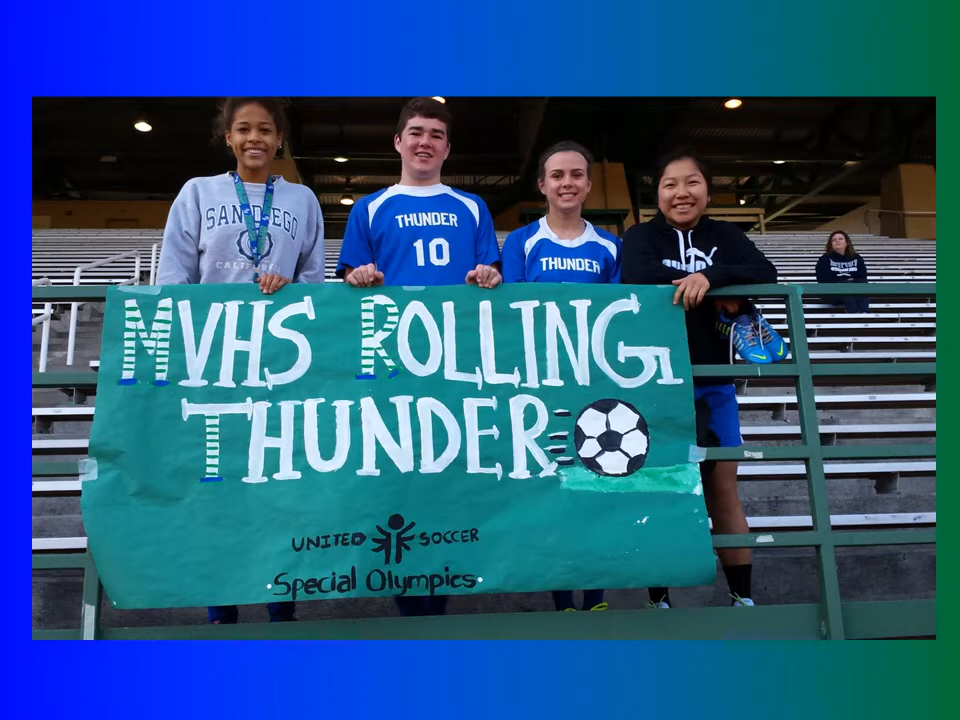 SAN DIEGO
CALIFORNIA
THUNDER
10
THUNDER
MVHS ROLLING
THUNDER
UNITED SOCCER
•Special Olympics•